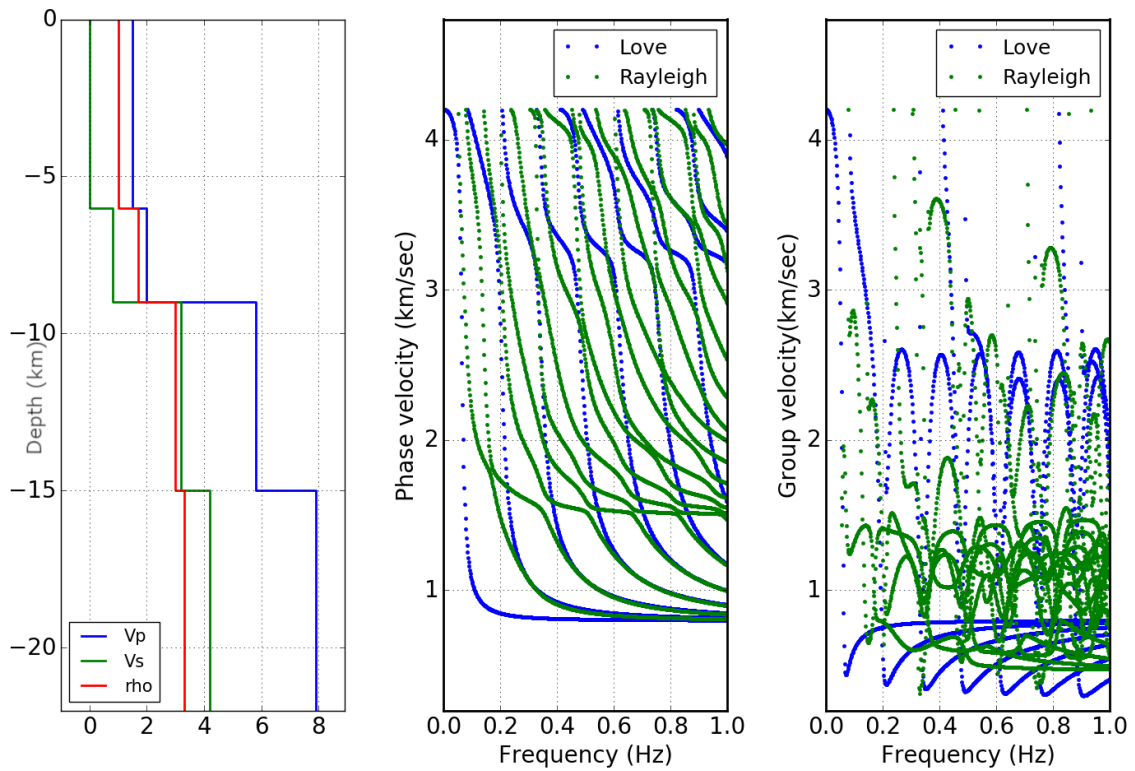 0
−5
−10
−15
−20
Depth (km)
Vp
Vs
rho
0 2 4 6 8
Love
Rayleigh
4
3
2
1
Phase velocity (km/sec)
0.0 0.2 0.4 0.6 0.8 1.0
Frequency (Hz)
Love
Rayleigh
4
3
2
1
Group velocity(km/sec)
0.0 0.2 0.4 0.6 0.8 1.0
Frequency (Hz)